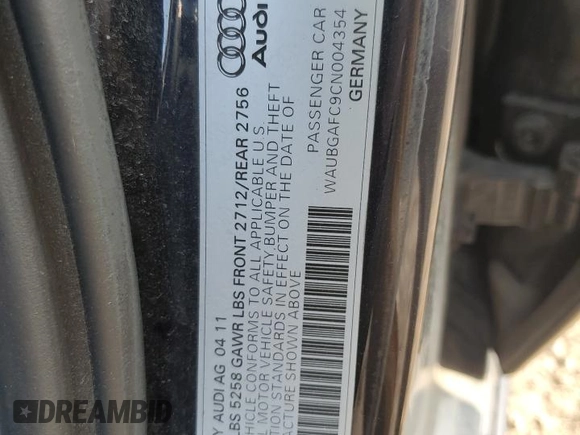 Audi
Y AUDI AG 04 11
LBS 5258 GAWR LBS FRONT 2712/REAR 2756
HICLE CONFORMS TO ALL APPLICABLE U.S.
L MOTOR VEHICLE SAFETY, BUMPER AND THEFT
TION STANDARDS IN EFFECT ON THE DATE OF
ACTURE SHOWN ABOVE
PASSENGER CAR
WAUBGAFC9CN004354
GERMANY
DREAMBID